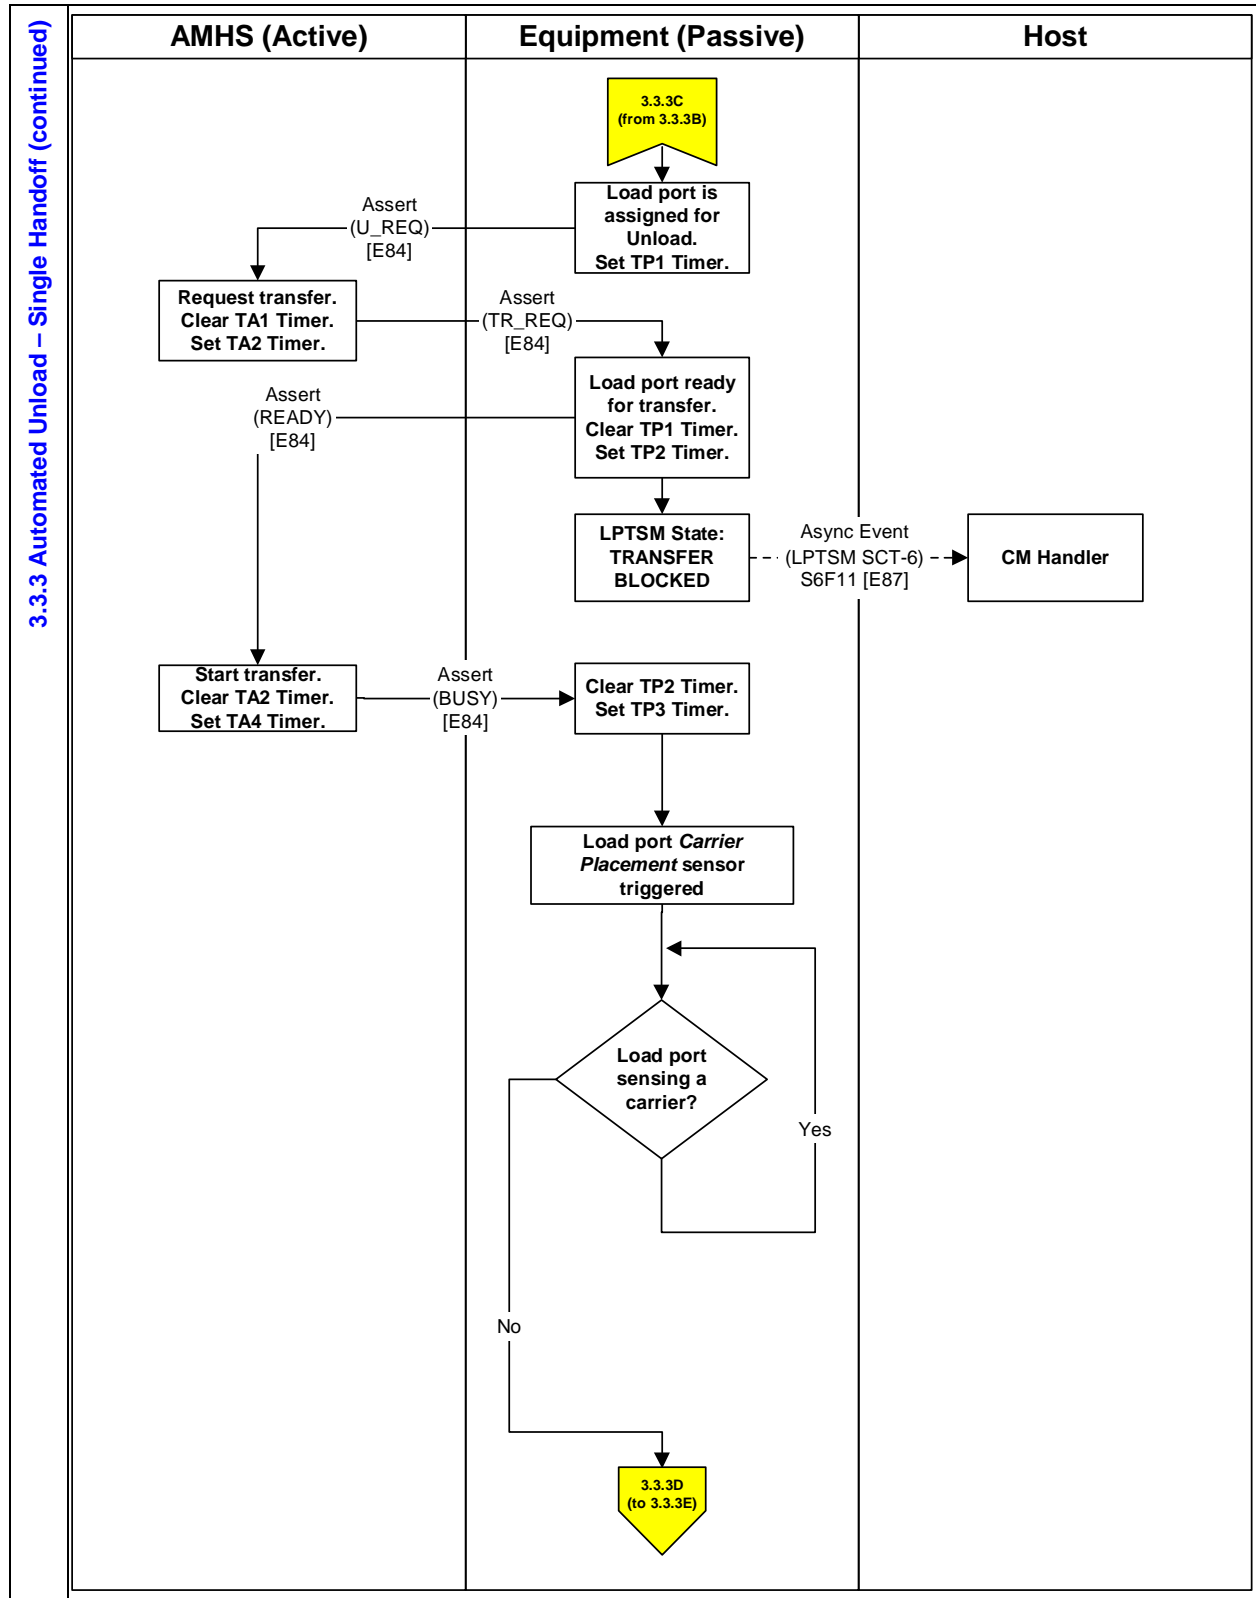 3.3.3 Automated Unload – Single Handoff (continued)
AMHS (Active)
Equipment (Passive)
Host
3.3.3C
(from 3.3.3B)
Load port is
assigned for
Unload.
Set TP1 Timer.
Assert
(U_REQ)
[E84]
Request transfer.
Clear TA1 Timer.
Set TA2 Timer.
Assert
(TR_REQ)
[E84]
Load port ready
for transfer.
Clear TP1 Timer.
Set TP2 Timer.
Assert
(READY)
[E84]
LPTSM State:
TRANSFER
BLOCKED
Async Event
(LPTSM SCT-6)
S6F11 [E87]
CM Handler
Start transfer.
Clear TA2 Timer.
Set TA4 Timer.
Assert
(BUSY)
[E84]
Clear TP2 Timer.
Set TP3 Timer.
Load port Carrier
Placement sensor
triggered
Load port
sensing a
carrier?
Yes
No
3.3.3D
(to 3.3.3E)